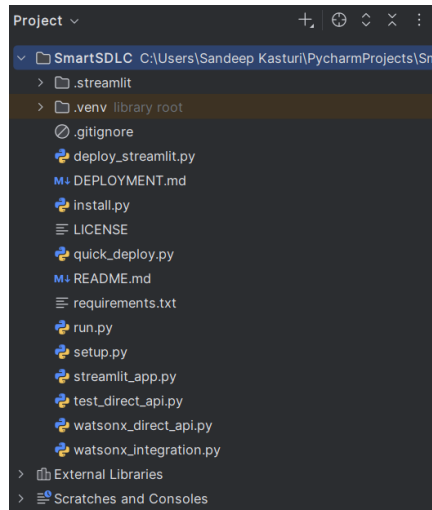 Project
SmartSDLC C:\Users\Sandeep Kasturi\PycharmProjects\Sm
.streamlit
.venv library root
.gitignore
deploy_streamlit.py
M↓ DEPLOYMENT.md
install.py
LICENSE
quick_deploy.py
M↓ README.md
requirements.txt
run.py
setup.py
streamlit_app.py
test_direct_api.py
watsonx_direct_api.py
watsonx_integration.py
External Libraries
Scratches and Consoles